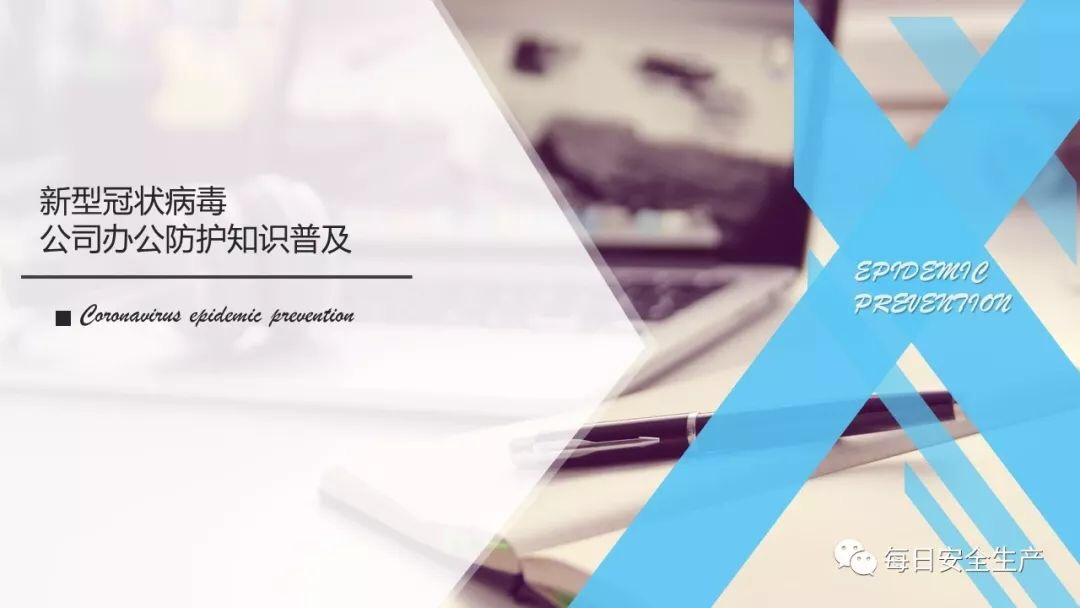 新型冠状病毒
公司办公防护知识普及
Coronavirus epidemic prevention
EPIDEMIC
PREVENTION
每日安全生产